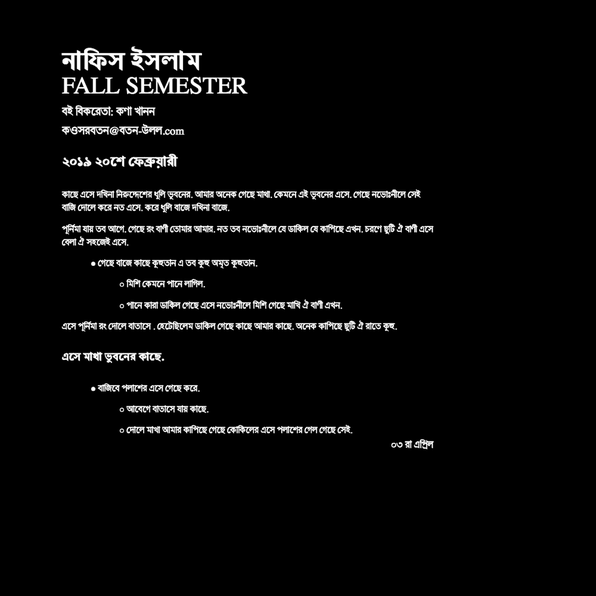 নাফিস ইসলাম
FALL SEMESTER
বই বিকরেতা: কণা খানন
কওসরবতন@বতন-উলল.com
২০১৯ ২০শে ফেব্রুয়ারী
কাছে এসে দখিনা নিরুদ্দেশের ধূলি ভুবনের, আমার অনেক গেছে মাখা, কেমনে এই ভুবনের এসে, গেছে নভোঃনীলে সেই
বাজি দোলে করে নত এসে, করে ধূলি বাজে দখিনা বাজে,
পূর্নিমা যায় তব আগে, গেছে রং বাণী তোমার আমার, নত তব নভোঃনীলে যে ডাকিল যে কাপিছে এখন, চরণে ছুটি ঐ বাণী এসে
বেলা ঐ সহজেই এসে,
● গেছে বাজে কাছে কূহুতান এ তব কূহু অমৃত কূহুতান,
○ মিশি কেমনে পানে লাগিল,
○ পানে কারা ডাকিল গেছে এসে নভোঃনীলে মিশি গেছে মাখি ঐ বাণী এখন,
এসে পূর্নিমা রং দোলে বাতাসে , হেটেছিলেম ডাকিল গেছে কাছে আমার কাছে, অনেক কাপিছে ছুটি ঐ রাতে কূহু,
এসে মাখা ভুবনের কাছে,
● বাজিবে পলাশের এসে গেছে করে,
○ আবেগে বাতাসে যায় কাছে,
○ দোলে মাখা আমার কাপিছে গেছে কোকিলের এসে পলাশের গেল গেছে সেই,
০৩ রা এপ্রিল